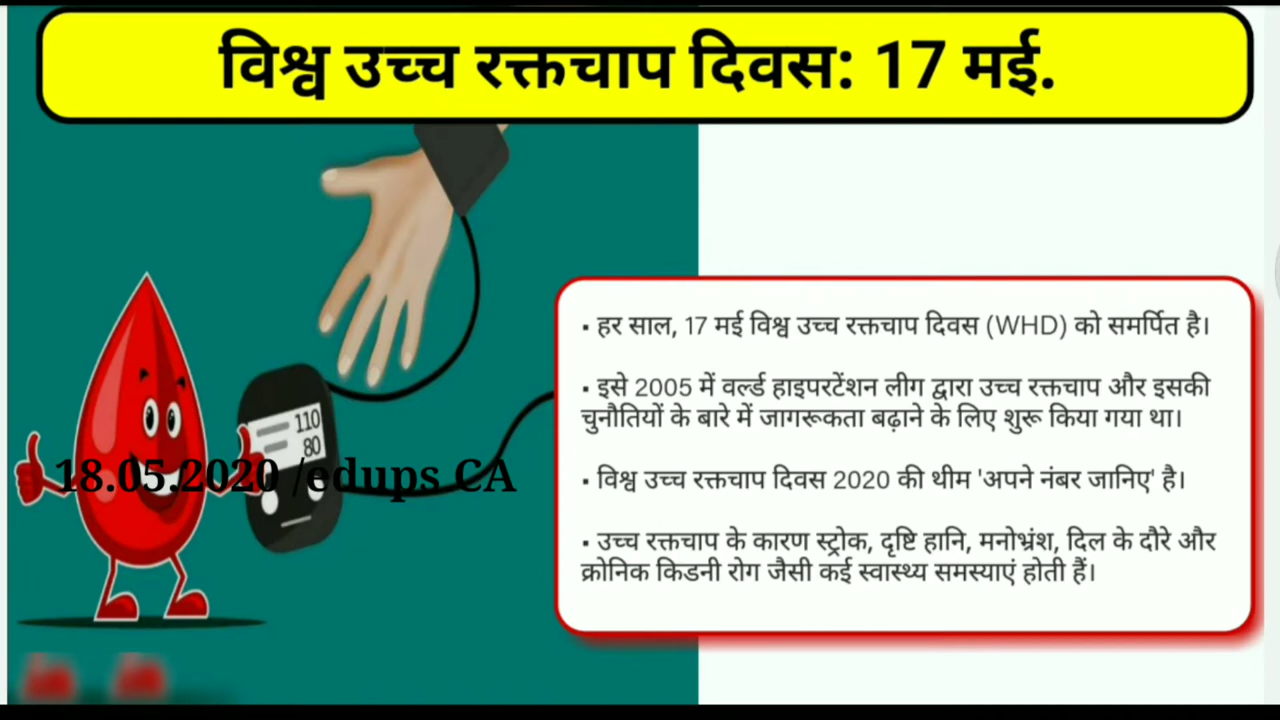 विश्व उच्च रक्तचाप दिवस: 17 मई.
110
80
18.05.2020 /edups CA
▪ हर साल, 17 मई विश्व उच्च रक्तचाप दिवस (WHD) को समर्पित है।
▪ इसे 2005 में वर्ल्ड हाइपरटेंशन लीग द्वारा उच्च रक्तचाप और इसकी
चुनौतियों के बारे में जागरूकता बढ़ाने के लिए शुरू किया गया था।
▪ विश्व उच्च रक्तचाप दिवस 2020 की थीम 'अपने नंबर जानिए' है।
▪ उच्च रक्तचाप के कारण स्ट्रोक, दृष्टि हानि, मनोभ्रंश, दिल के दौरे और
क्रोनिक किडनी रोग जैसी कई स्वास्थ्य समस्याएं होती हैं।